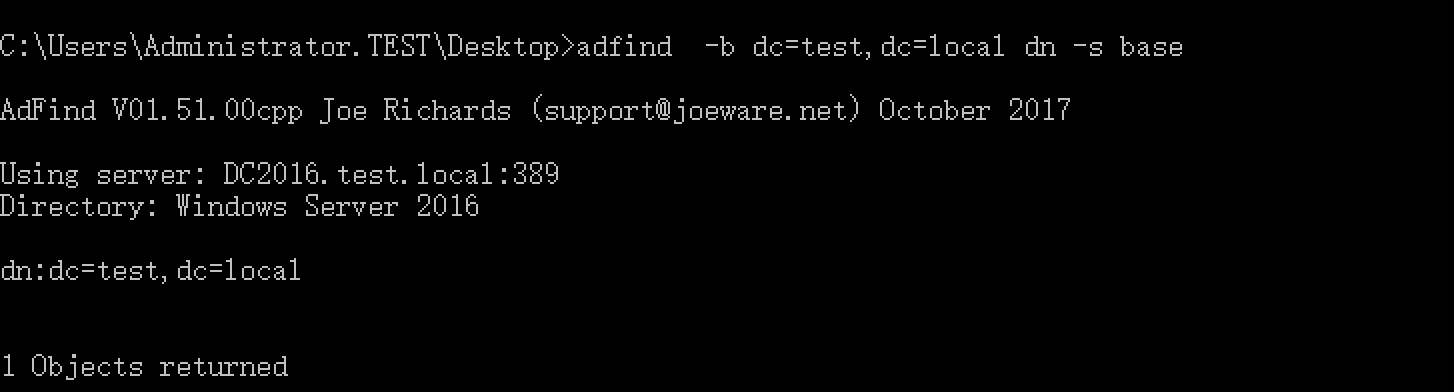 C:\Users\Administrator.TEST\Desktop>adfind  -b dc=test,dc=local dn -s base
AdFind V01.51.00cpp Joe Richards (support@joeware.net) October 2017
Using server: DC2016.test.local:389
Directory: Windows Server 2016
dn:dc=test,dc=local
1 Objects returned